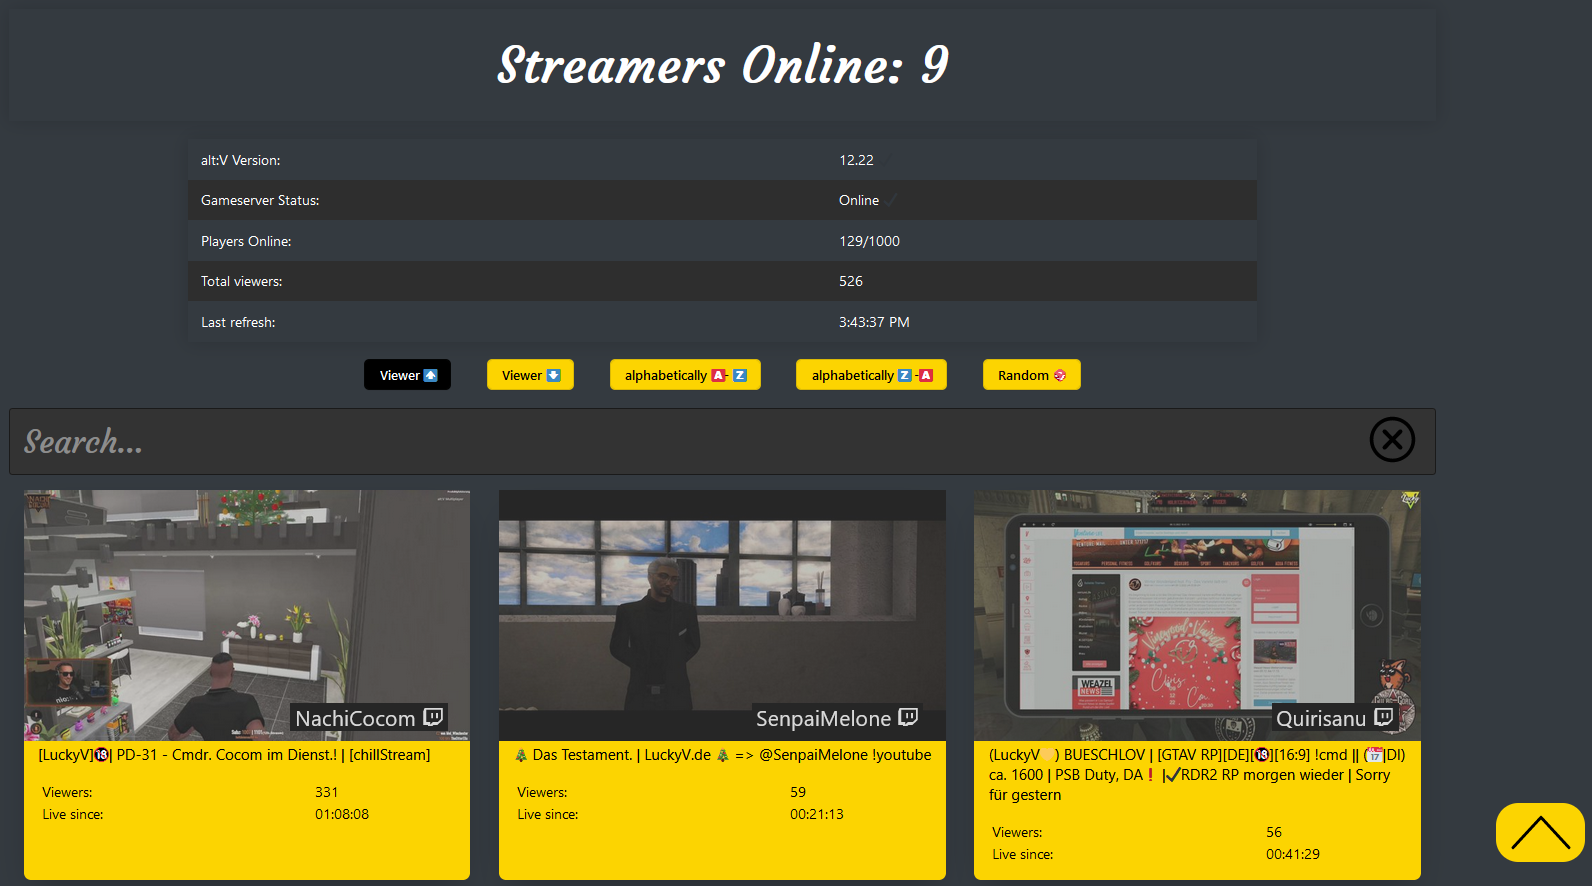 Streamers Online: 9
alt:V Version: 12.22
Gameserver Status: Online
Players Online: 129/1000
Total viewers: 526
Last refresh: 3:43:37 PM
Viewer ⬆️ Viewer ⬇️ alphabetically 🅰️- Z alphabetically Z -🅰️ Random
Search...
NachiCocom
[LuckyV]🔞| PD-31 - Cmdr. Cocom im Dienst.! | [chillStream]
Viewers: 331
Live since: 01:08:08
SenpaiMelone
🎄 Das Testament. | LuckyV.de 🎄 => @SenpaiMelone !youtube
Viewers: 59
Live since: 00:21:13
WEAZEL
NEWS
Quirisanu
(LuckyV🟡) BUESCHLOV | [GTAV RP][DE][🔞][16:9] !cmd || (📅|DI)
ca. 1600 | PSB Duty, DA❗ |✔️RDR2 RP morgen wieder | Sorry
für gestern
Viewers: 56
Live since: 00:41:29